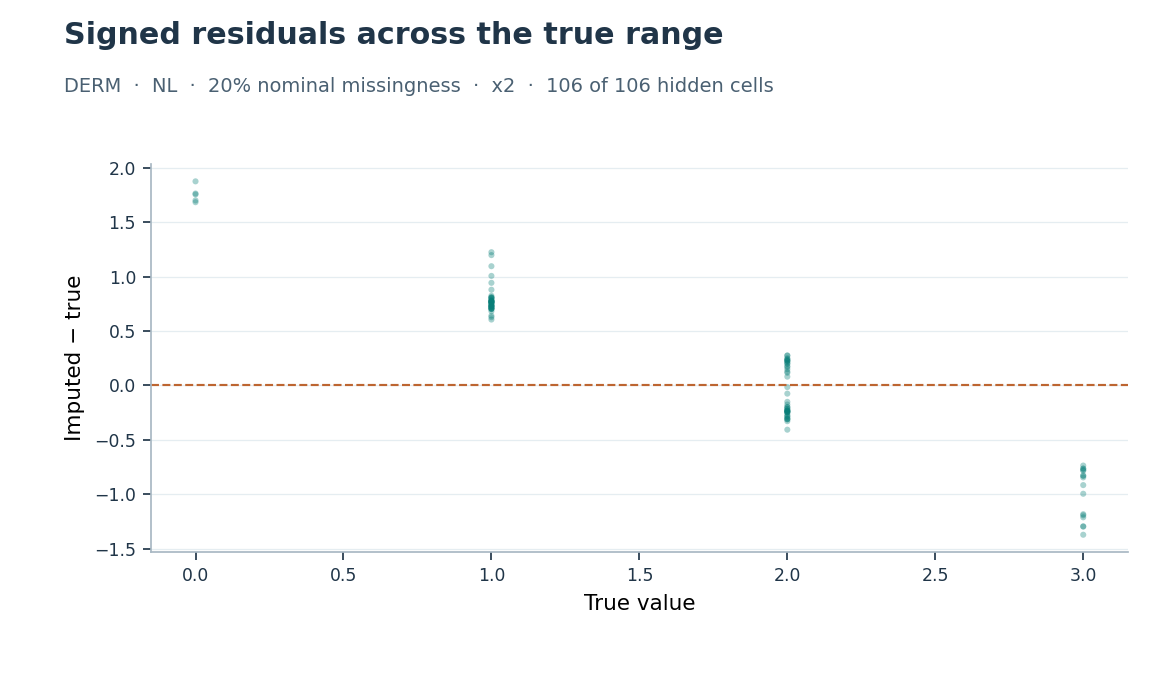 Signed residuals across the true range
DERM · NL · 20% nominal missingness · x2 · 106 of 106 hidden cells
2.0
1.5
1.0
0.5
0.0
−0.5
−1.0
−1.5
Imputed − true
0.0 0.5 1.0 1.5 2.0 2.5 3.0
True value